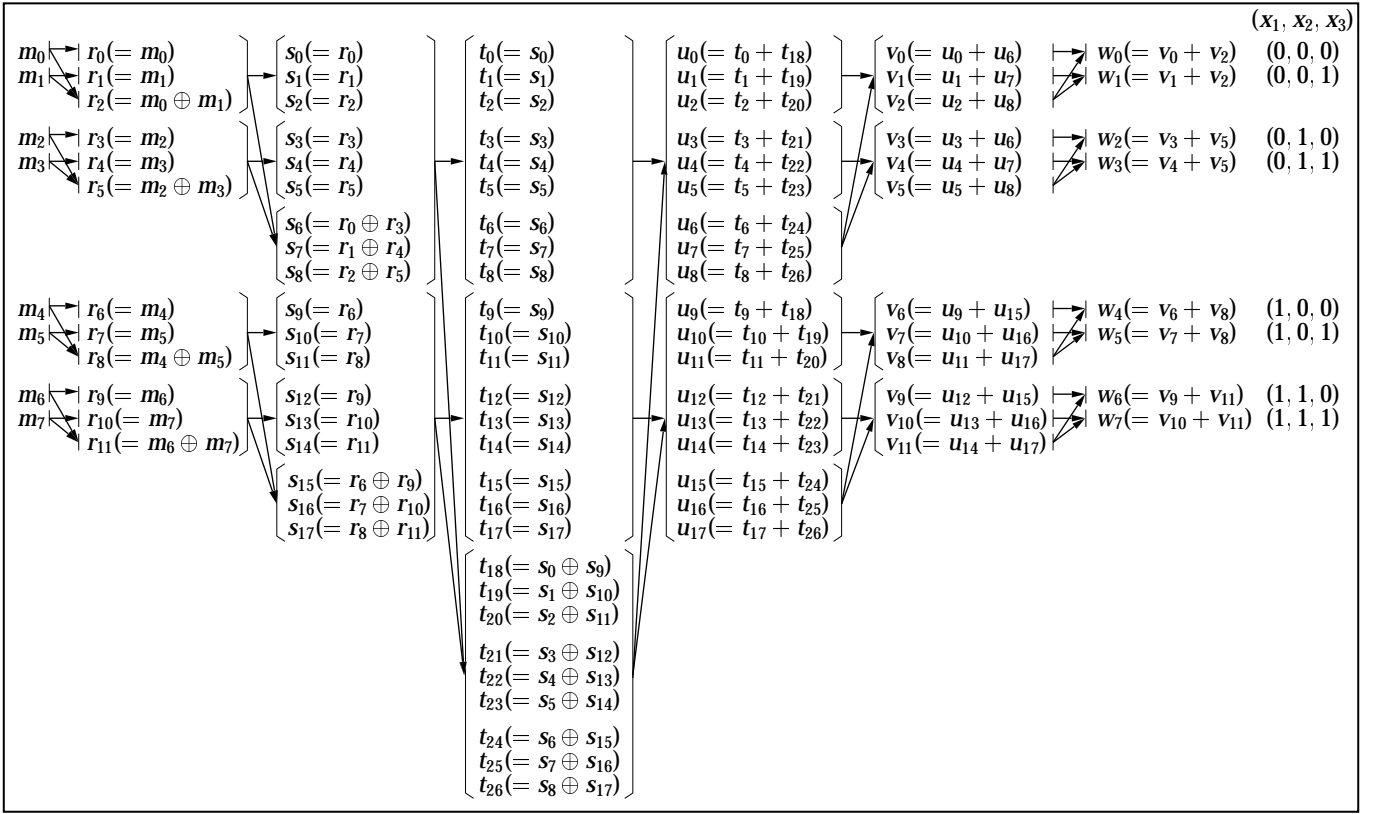 (x₁, x₂, x₃)
m₀ r₀(= m₀) s₀(= r₀) t₀(= s₀) u₀(= t₀ + t₁₈) v₀(= u₀ + u₆) w₀(= v₀ + v₂) (0, 0, 0)
m₁ r₁(= m₁) s₁(= r₁) t₁(= s₁) u₁(= t₁ + t₁₉) v₁(= u₁ + u₇) w₁(= v₁ + v₂) (0, 0, 1)
r₂(= m₀ ⊕ m₁) s₂(= r₂) t₂(= s₂) u₂(= t₂ + t₂₀) v₂(= u₂ + u₈)
m₂ r₃(= m₂) s₃(= r₃) t₃(= s₃) u₃(= t₃ + t₂₁) v₃(= u₃ + u₆) w₂(= v₃ + v₅) (0, 1, 0)
m₃ r₄(= m₃) s₄(= r₄) t₄(= s₄) u₄(= t₄ + t₂₂) v₄(= u₄ + u₇) w₃(= v₄ + v₅) (0, 1, 1)
r₅(= m₂ ⊕ m₃) s₅(= r₅) t₅(= s₅) u₅(= t₅ + t₂₃) v₅(= u₅ + u₈)
s₆(= r₀ ⊕ r₃) t₆(= s₆) u₆(= t₆ + t₂₄)
s₇(= r₁ ⊕ r₄) t₇(= s₇) u₇(= t₇ + t₂₅)
s₈(= r₂ ⊕ r₅) t₈(= s₈) u₈(= t₈ + t₂₆)
m₄ r₆(= m₄) s₉(= r₆) t₉(= s₉) u₉(= t₉ + t₁₈) v₆(= u₉ + u₁₅) w₄(= v₆ + v₈) (1, 0, 0)
m₅ r₇(= m₅) s₁₀(= r₇) t₁₀(= s₁₀) u₁₀(= t₁₀ + t₁₉) v₇(= u₁₀ + u₁₆) w₅(= v₇ + v₈) (1, 0, 1)
r₈(= m₄ ⊕ m₅) s₁₁(= r₈) t₁₁(= s₁₁) u₁₁(= t₁₁ + t₂₀) v₈(= u₁₁ + u₁₇)
m₆ r₉(= m₆) s₁₂(= r₉) t₁₂(= s₁₂) u₁₂(= t₁₂ + t₂₁) v₉(= u₁₂ + u₁₅) w₆(= v₉ + v₁₁) (1, 1, 0)
m₇ r₁₀(= m₇) s₁₃(= r₁₀) t₁₃(= s₁₃) u₁₃(= t₁₃ + t₂₂) v₁₀(= u₁₃ + u₁₆) w₇(= v₁₀ + v₁₁) (1, 1, 1)
r₁₁(= m₆ ⊕ m₇) s₁₄(= r₁₁) t₁₄(= s₁₄) u₁₄(= t₁₄ + t₂₃) v₁₁(= u₁₄ + u₁₇)
s₁₅(= r₆ ⊕ r₉) t₁₅(= s₁₅) u₁₅(= t₁₅ + t₂₄)
s₁₆(= r₇ ⊕ r₁₀) t₁₆(= s₁₆) u₁₆(= t₁₆ + t₂₅)
s₁₇(= r₈ ⊕ r₁₁) t₁₇(= s₁₇) u₁₇(= t₁₇ + t₂₆)
t₁₈(= s₀ ⊕ s₉)
t₁₉(= s₁ ⊕ s₁₀)
t₂₀(= s₂ ⊕ s₁₁)
t₂₁(= s₃ ⊕ s₁₂)
t₂₂(= s₄ ⊕ s₁₃)
t₂₃(= s₅ ⊕ s₁₄)
t₂₄(= s₆ ⊕ s₁₅)
t₂₅(= s₇ ⊕ s₁₆)
t₂₆(= s₈ ⊕ s₁₇)